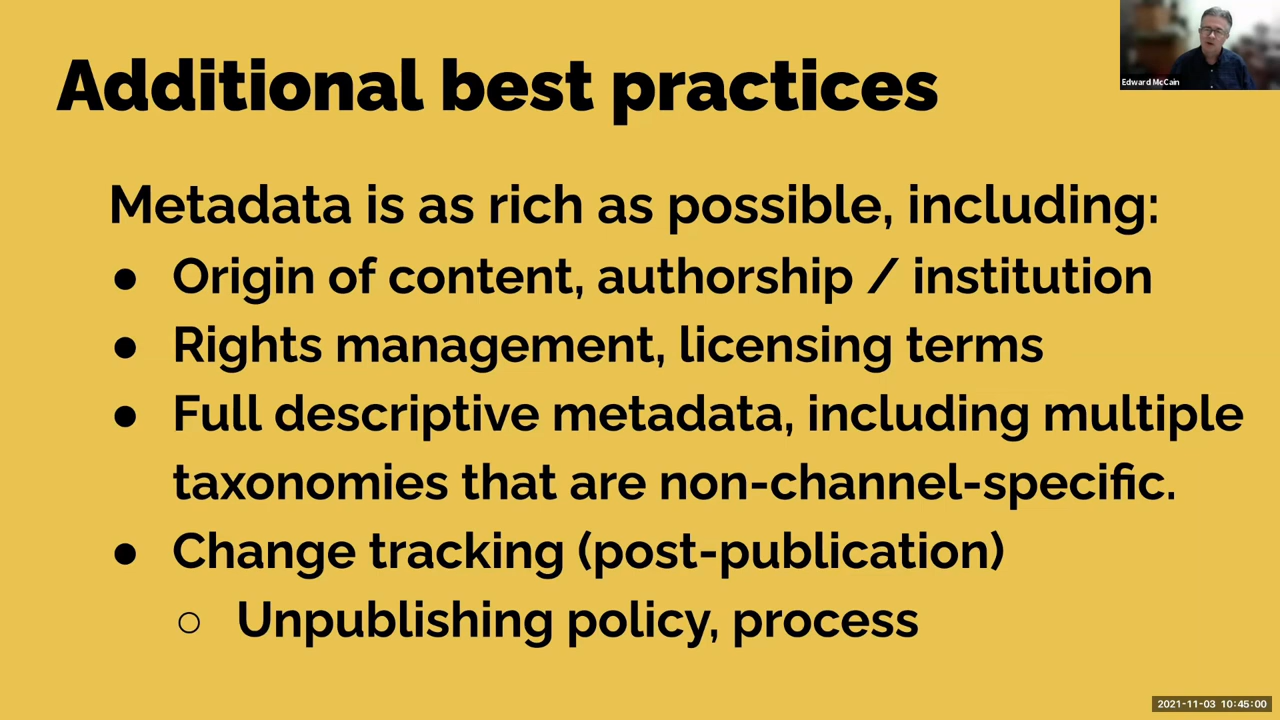 Additional best practices
Edward McCain
Metadata is as rich as possible, including:
● Origin of content, authorship / institution
● Rights management, licensing terms
● Full descriptive metadata, including multiple
taxonomies that are non-channel-specific.
● Change tracking (post-publication)
○ Unpublishing policy, process
2021-11-03 10:45:00